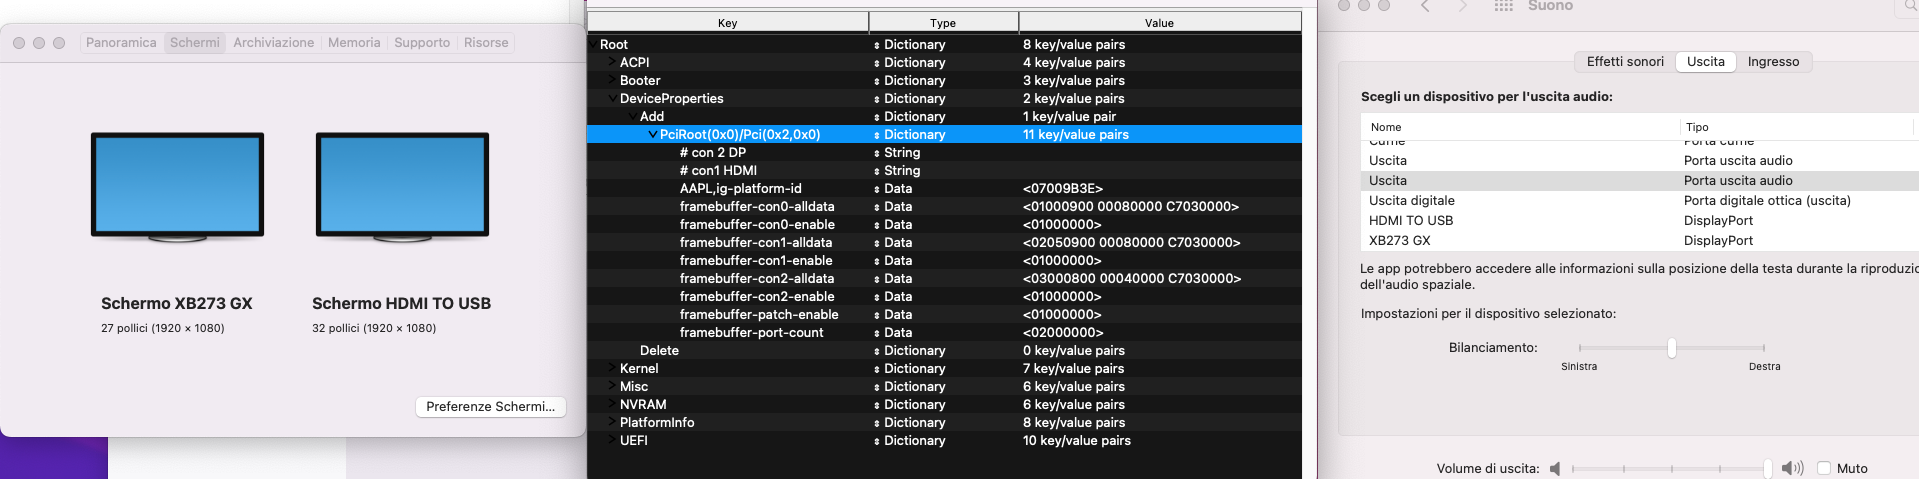 Panoramica Schermi Archiviazione Memoria Supporto Risorse
Schermo XB273 GX
27 pollici (1920 × 1080)
Schermo HDMI TO USB
32 pollici (1920 × 1080)
Preferenze Schermi...
Key Type Value
Root Dictionary 8 key/value pairs
ACPI Dictionary 4 key/value pairs
Booter Dictionary 3 key/value pairs
DeviceProperties Dictionary 2 key/value pairs
Add Dictionary 1 key/value pair
PciRoot(0x0)/Pci(0x2,0x0) Dictionary 11 key/value pairs
# con 2 DP String
# con1 HDMI String
AAPL,ig-platform-id Data <07009B3E>
framebuffer-con0-alldata Data <01000900 00080000 C7030000>
framebuffer-con0-enable Data <01000000>
framebuffer-con1-alldata Data <02050900 00080000 C7030000>
framebuffer-con1-enable Data <01000000>
framebuffer-con2-alldata Data <03000800 00040000 C7030000>
framebuffer-con2-enable Data <01000000>
framebuffer-patch-enable Data <01000000>
framebuffer-port-count Data <02000000>
Delete Dictionary 0 key/value pairs
Kernel Dictionary 7 key/value pairs
Misc Dictionary 6 key/value pairs
NVRAM Dictionary 6 key/value pairs
PlatformInfo Dictionary 8 key/value pairs
UEFI Dictionary 10 key/value pairs
Suono
Effetti sonori Uscita Ingresso
Scegli un dispositivo per l'uscita audio:
Nome Tipo
Cuffie Porta cuffie
Uscita Porta uscita audio
Uscita Porta uscita audio
Uscita digitale Porta digitale ottica (uscita)
HDMI TO USB DisplayPort
XB273 GX DisplayPort
Le app potrebbero accedere alle informazioni sulla posizione della testa durante la riproduzio
dell'audio spaziale.
Impostazioni per il dispositivo selezionato:
Bilanciamento:
Sinistra Destra
Volume di uscita: Muto